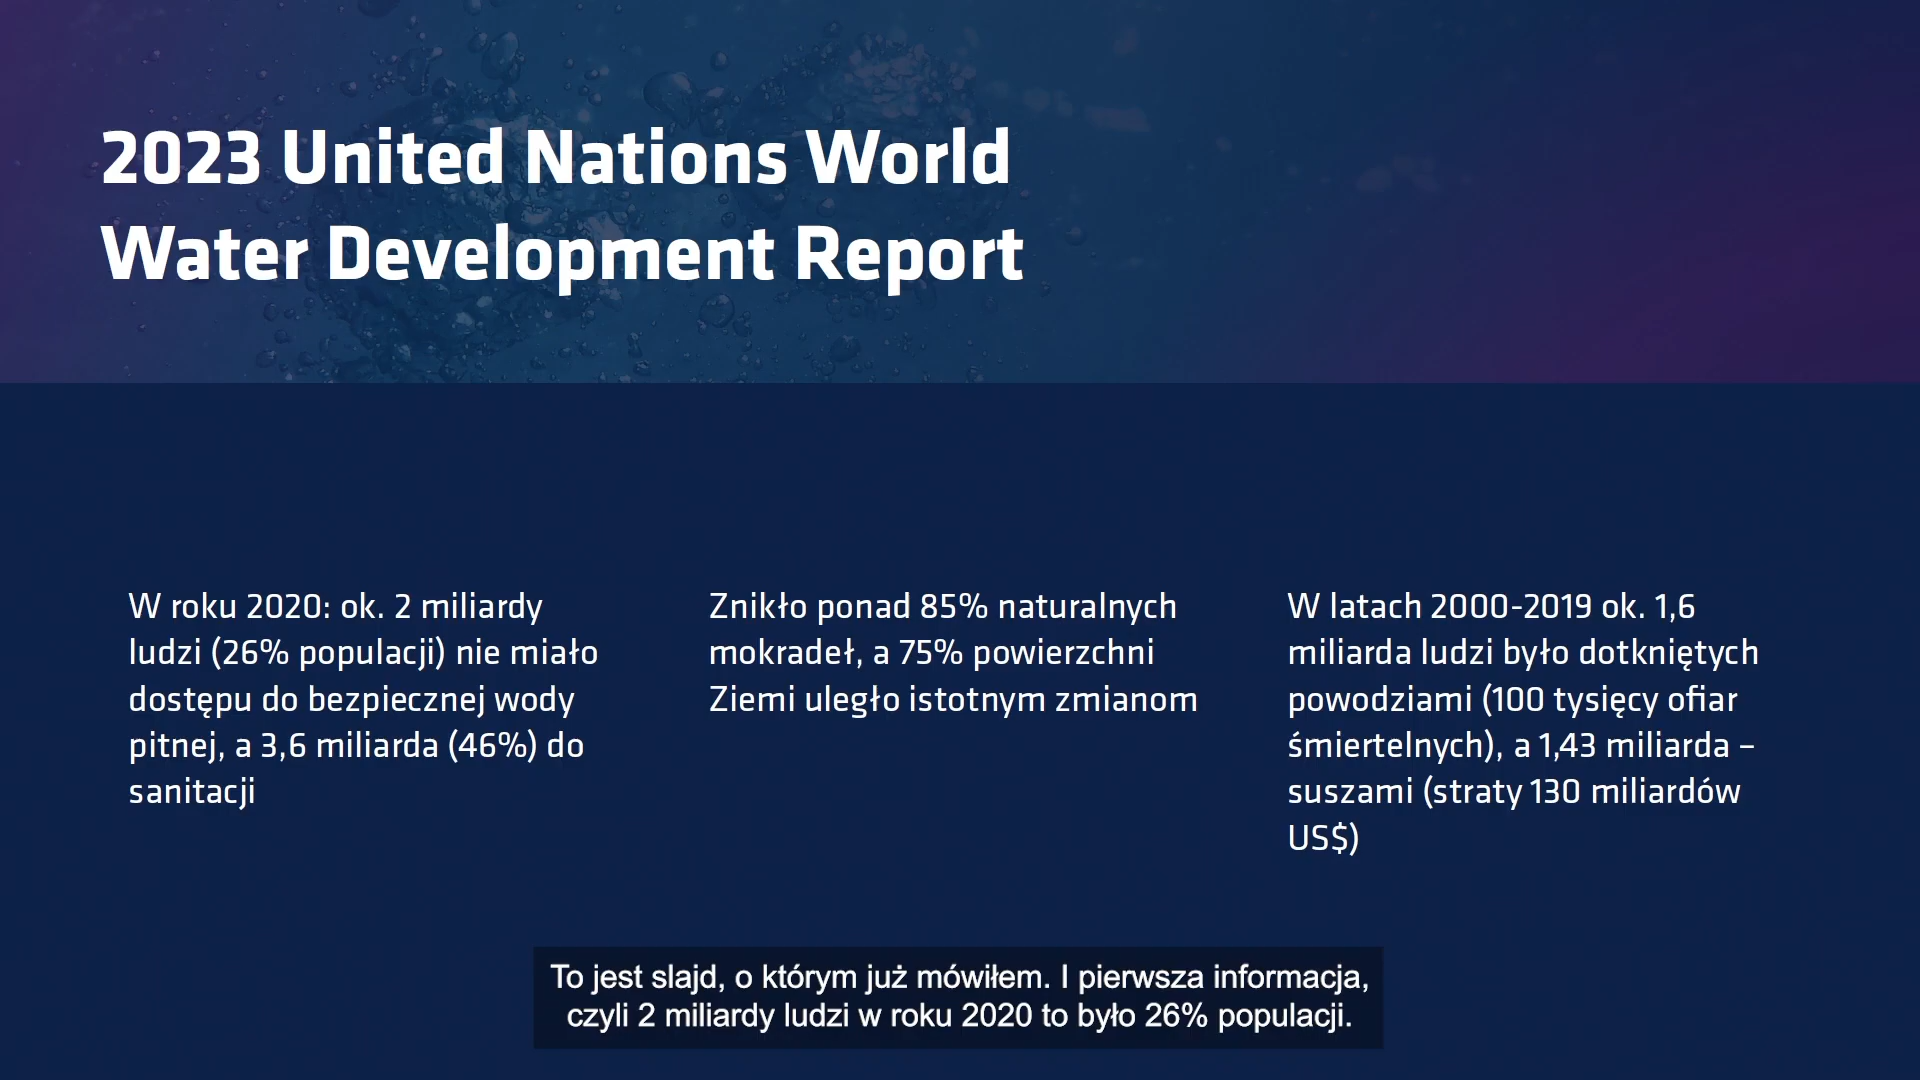 2023 United Nations World
Water Development Report
W roku 2020: ok. 2 miliardy
ludzi (26% populacji) nie miało
dostępu do bezpiecznej wody
pitnej, a 3,6 miliarda (46%) do
sanitacji
Znikło ponad 85% naturalnych
mokradeł, a 75% powierzchni
Ziemi uległo istotnym zmianom
W latach 2000-2019 ok. 1,6
miliarda ludzi było dotkniętych
powodziami (100 tysięcy ofiar
śmiertelnych), a 1,43 miliarda –
suszami (straty 130 miliardów
US$)
To jest slajd, o którym już mówiłem. I pierwsza informacja,
czyli 2 miliardy ludzi w roku 2020 to było 26% populacji.